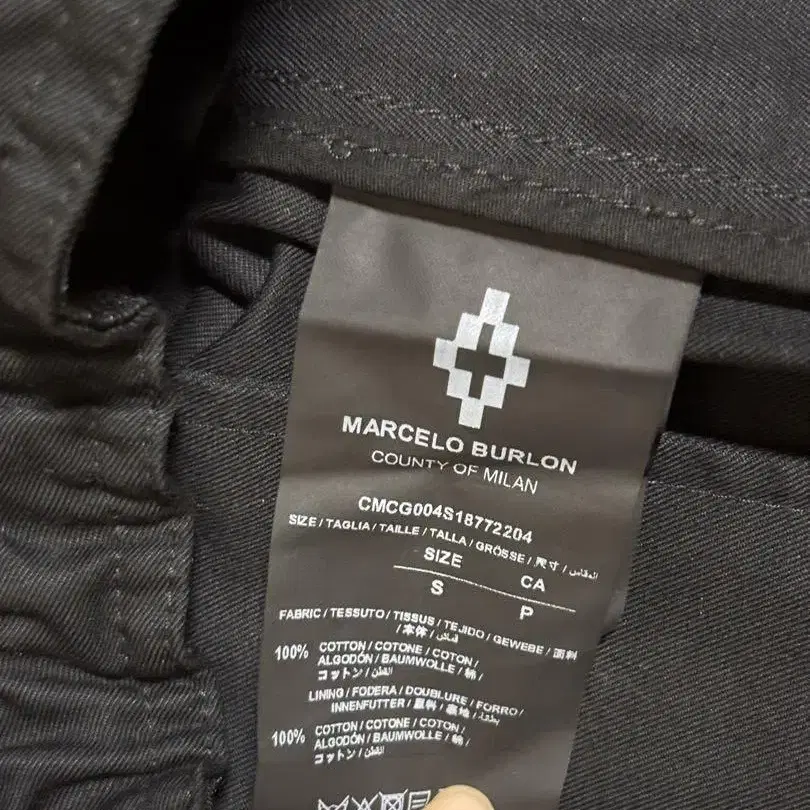 MARCELO BURLON
COUNTY OF MILAN
CMCG004S18772204
SIZE / TAGLIA / TAILLE / TALLA / GRÖSSE / 尺寸 / المقاس
SIZE CA
S P
FABRIC / TESSUTO / TISSUS / TEJIDO / GEWEBE / 面料
/ 本体 / قماش
100% COTTON / COTONE / COTON /
ALGODÓN / BAUMWOLLE / 綿 /
コットン / القطن
LINING / FODERA / DOUBLURE / FORRO /
INNENFUTTER / 里料 / 裏地 /
100% COTTON / COTONE / COTON /
ALGODÓN / BAUMWOLLE / 綿 /
コットン / القطن